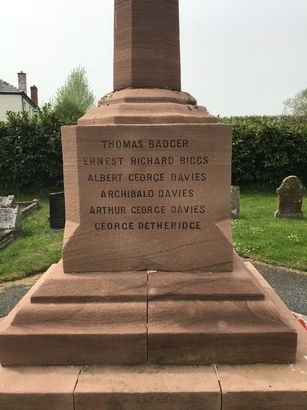 THOMAS BADGER
ERNEST RICHARD BIGGS
ALBERT GEORGE DAVIES
ARCHIBALD DAVIES
ARTHUR GEORGE DAVIES
GEORGE DETHERIDGE